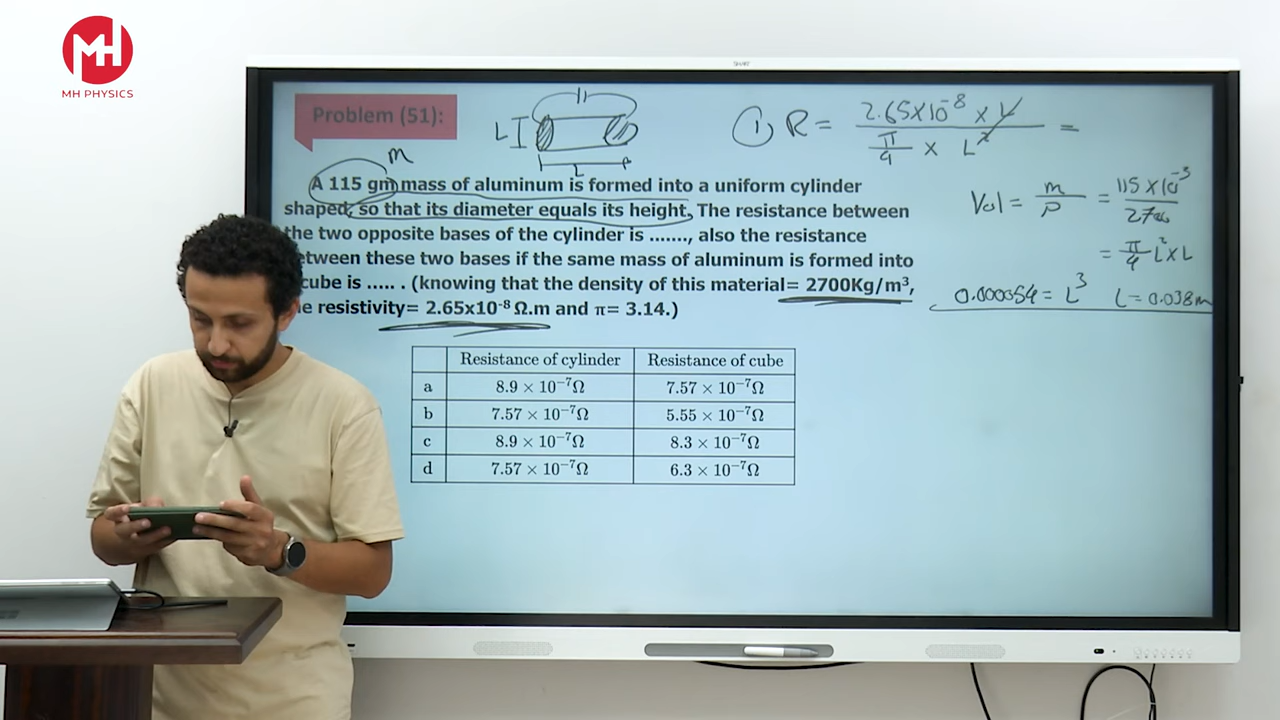 MH
MH PHYSICS
SMART
Problem (51):
L
L
m
A 115 gm mass of aluminum is formed into a uniform cylinder
shaped, so that its diameter equals its height, The resistance between
the two opposite bases of the cylinder is ......., also the resistance
etween these two bases if the same mass of aluminum is formed into
cube is ..... . (knowing that the density of this material= 2700Kg/m³,
e resistivity= 2.65x10⁻⁸ Ω.m and π= 3.14.)
Resistance of cylinder Resistance of cube
a 8.9 × 10⁻⁷Ω 7.57 × 10⁻⁷Ω
b 7.57 × 10⁻⁷Ω 5.55 × 10⁻⁷Ω
c 8.9 × 10⁻⁷Ω 8.3 × 10⁻⁷Ω
d 7.57 × 10⁻⁷Ω 6.3 × 10⁻⁷Ω
1 R = 2.65X10⁻⁸ × L / π/4 × L² =
Vol = m/ρ = 115 X 10⁻³ / 2700
= π/4 L² X L
0.000054 = L³ L = 0.038m